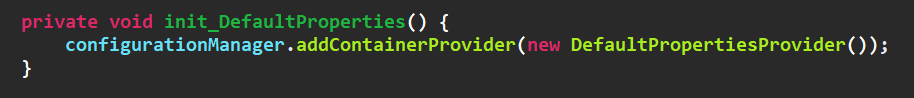 private void init_DefaultProperties() {
    configurationManager.addContainerProvider(new DefaultPropertiesProvider());
}